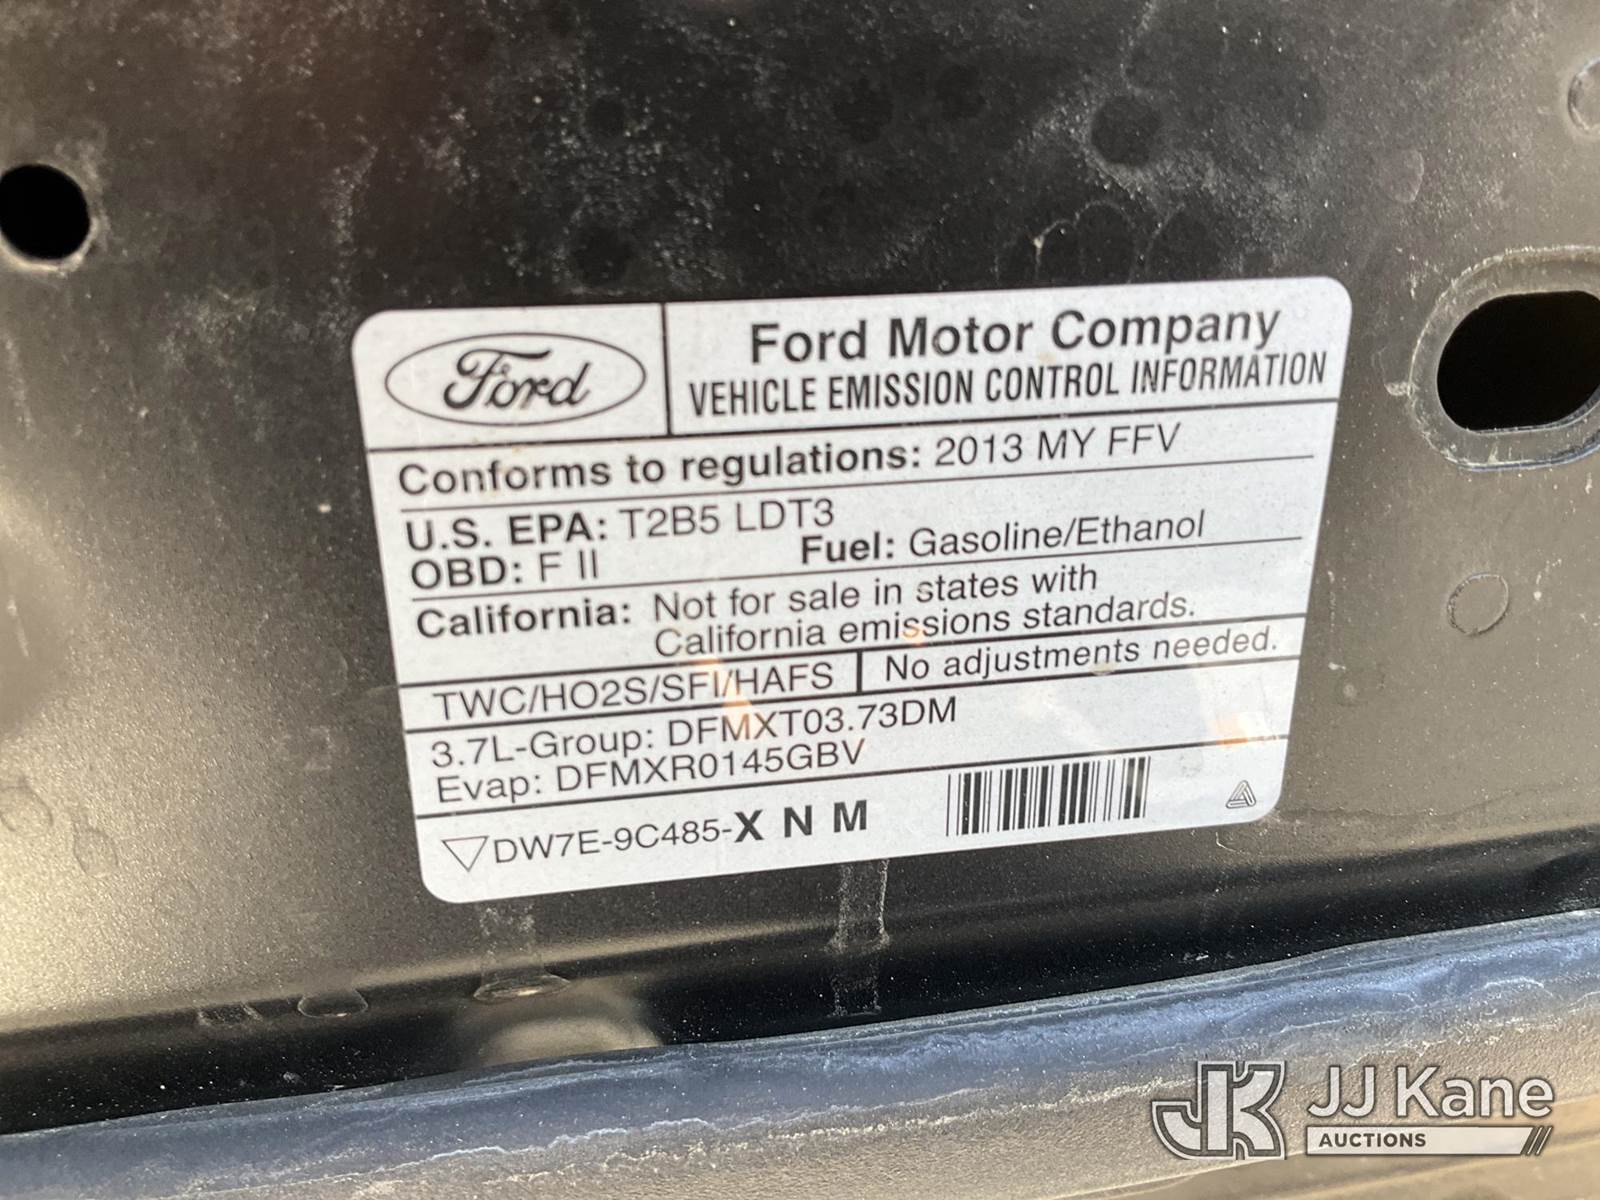 Ford
Ford Motor Company
VEHICLE EMISSION CONTROL INFORMATION
Conforms to regulations: 2013 MY FFV
U.S. EPA: T2B5 LDT3
OBD: F II Fuel: Gasoline/Ethanol
California: Not for sale in states with
California emissions standards.
TWC/HO2S/SFI/HAFS No adjustments needed.
3.7L-Group: DFMXT03.73DM
Evap: DFMXR0145GBV
DW7E-9C485-X N M
JK JJ Kane
AUCTIONS